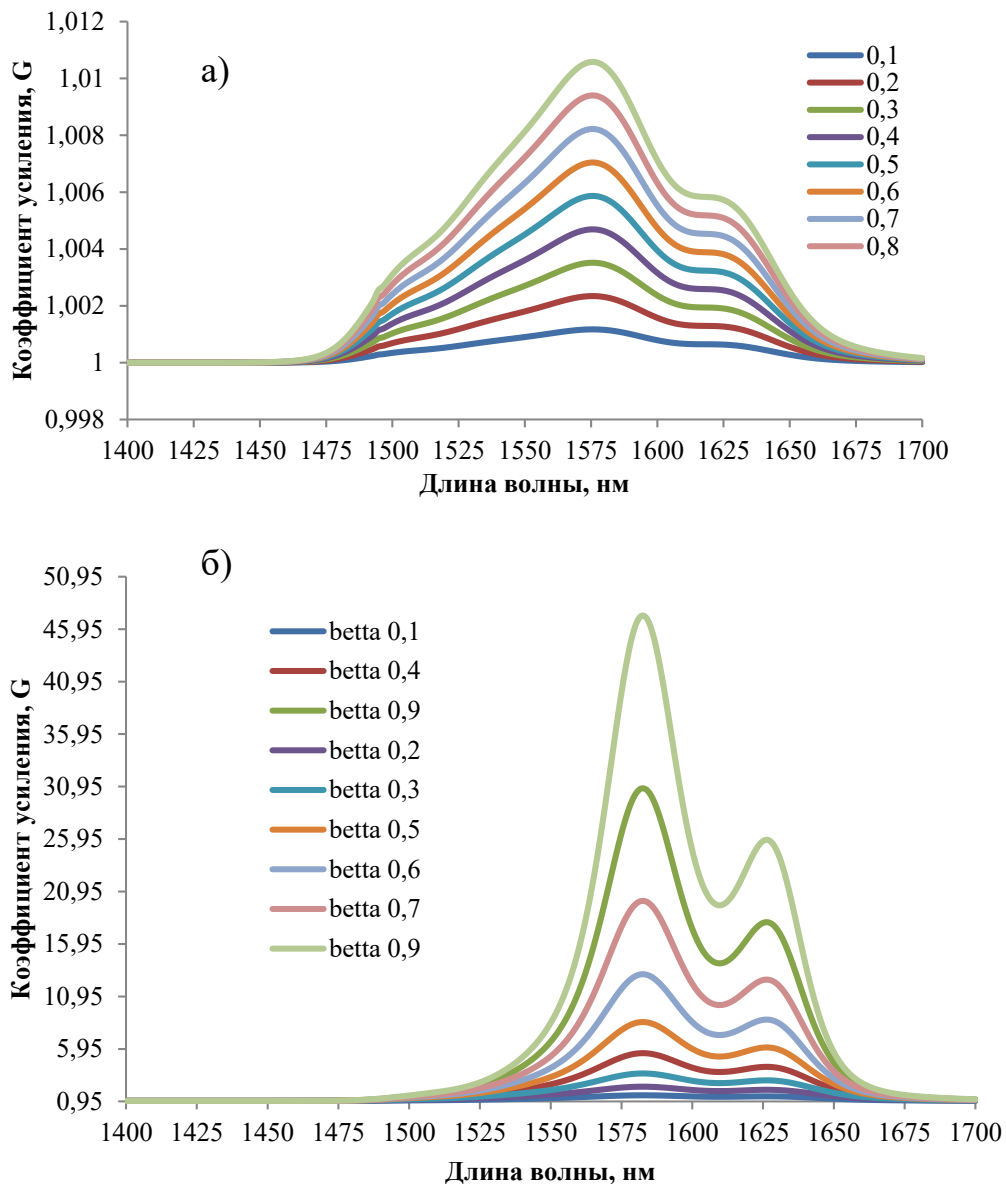 1,012
1,01
1,008
1,006
1,004
1,002
1
0,998
Коэффициент усиления, G
а)
0,1
0,2
0,3
0,4
0,5
0,6
0,7
0,8
1400 1425 1450 1475 1500 1525 1550 1575 1600 1625 1650 1675 1700
Длина волны, нм
б)
50,95
45,95
40,95
35,95
30,95
25,95
20,95
15,95
10,95
5,95
0,95
Коэффициент усиления, G
betta 0,1
betta 0,4
betta 0,9
betta 0,2
betta 0,3
betta 0,5
betta 0,6
betta 0,7
betta 0,9
1400 1425 1450 1475 1500 1525 1550 1575 1600 1625 1650 1675 1700
Длина волны, нм